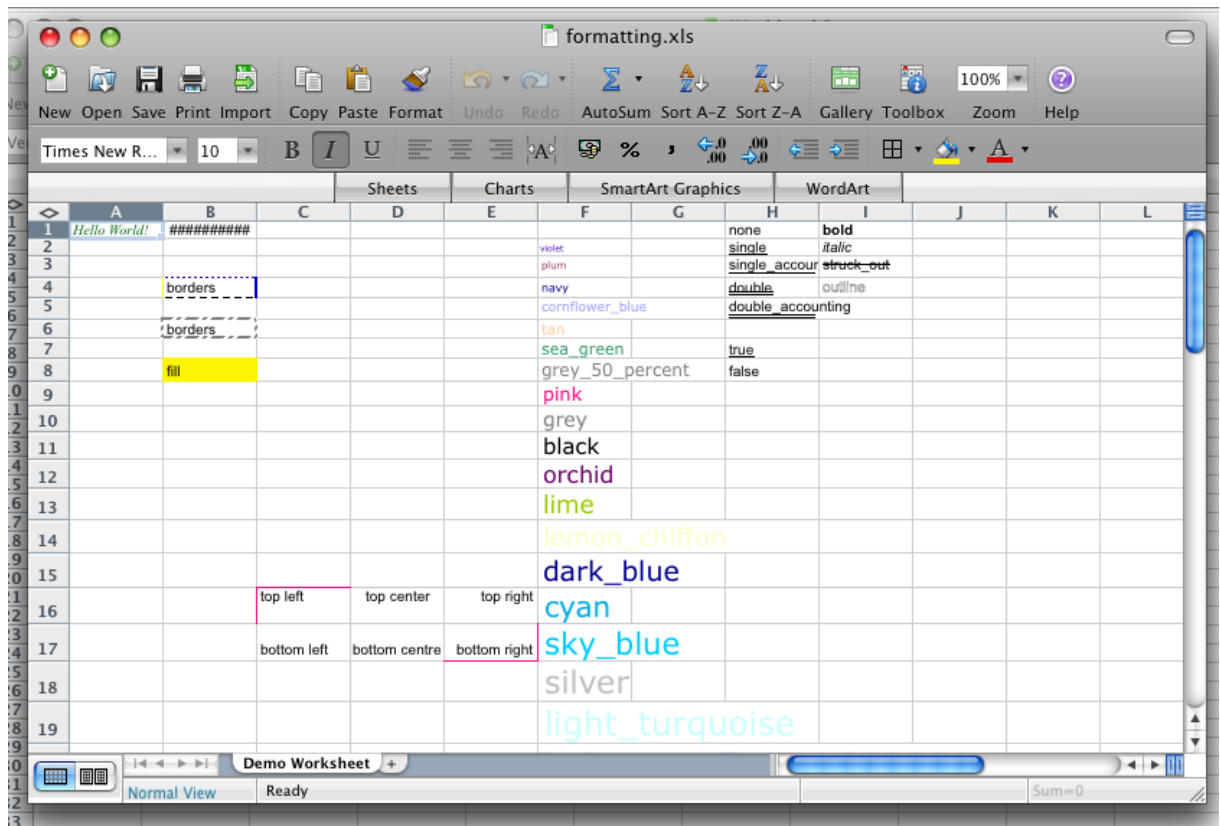 formatting.xls
New Open Save Print Import Copy Paste Format Undo Redo AutoSum Sort A-Z Sort Z-A Gallery Toolbox 100% Zoom Help
Times New R... 10 B I U A % , .0 .00 .00 .0 A
Sheets Charts SmartArt Graphics WordArt
A B C D E F G H I J K L
1 Hello World! ########## none bold
2 violet single italic
3 plum single_accour struck_out
4 borders navy double outline
5 cornflower_blue double_accounting
6 borders tan
7 sea_green true
8 fill grey_50_percent false
9 pink
10 grey
11 black
12 orchid
13 lime
14 lemon_chiffon
15 dark_blue
16 top left top center top right cyan
17 bottom left bottom centre bottom right sky_blue
18 silver
19 light_turquoise
Demo Worksheet +
Normal View Ready Sum=0